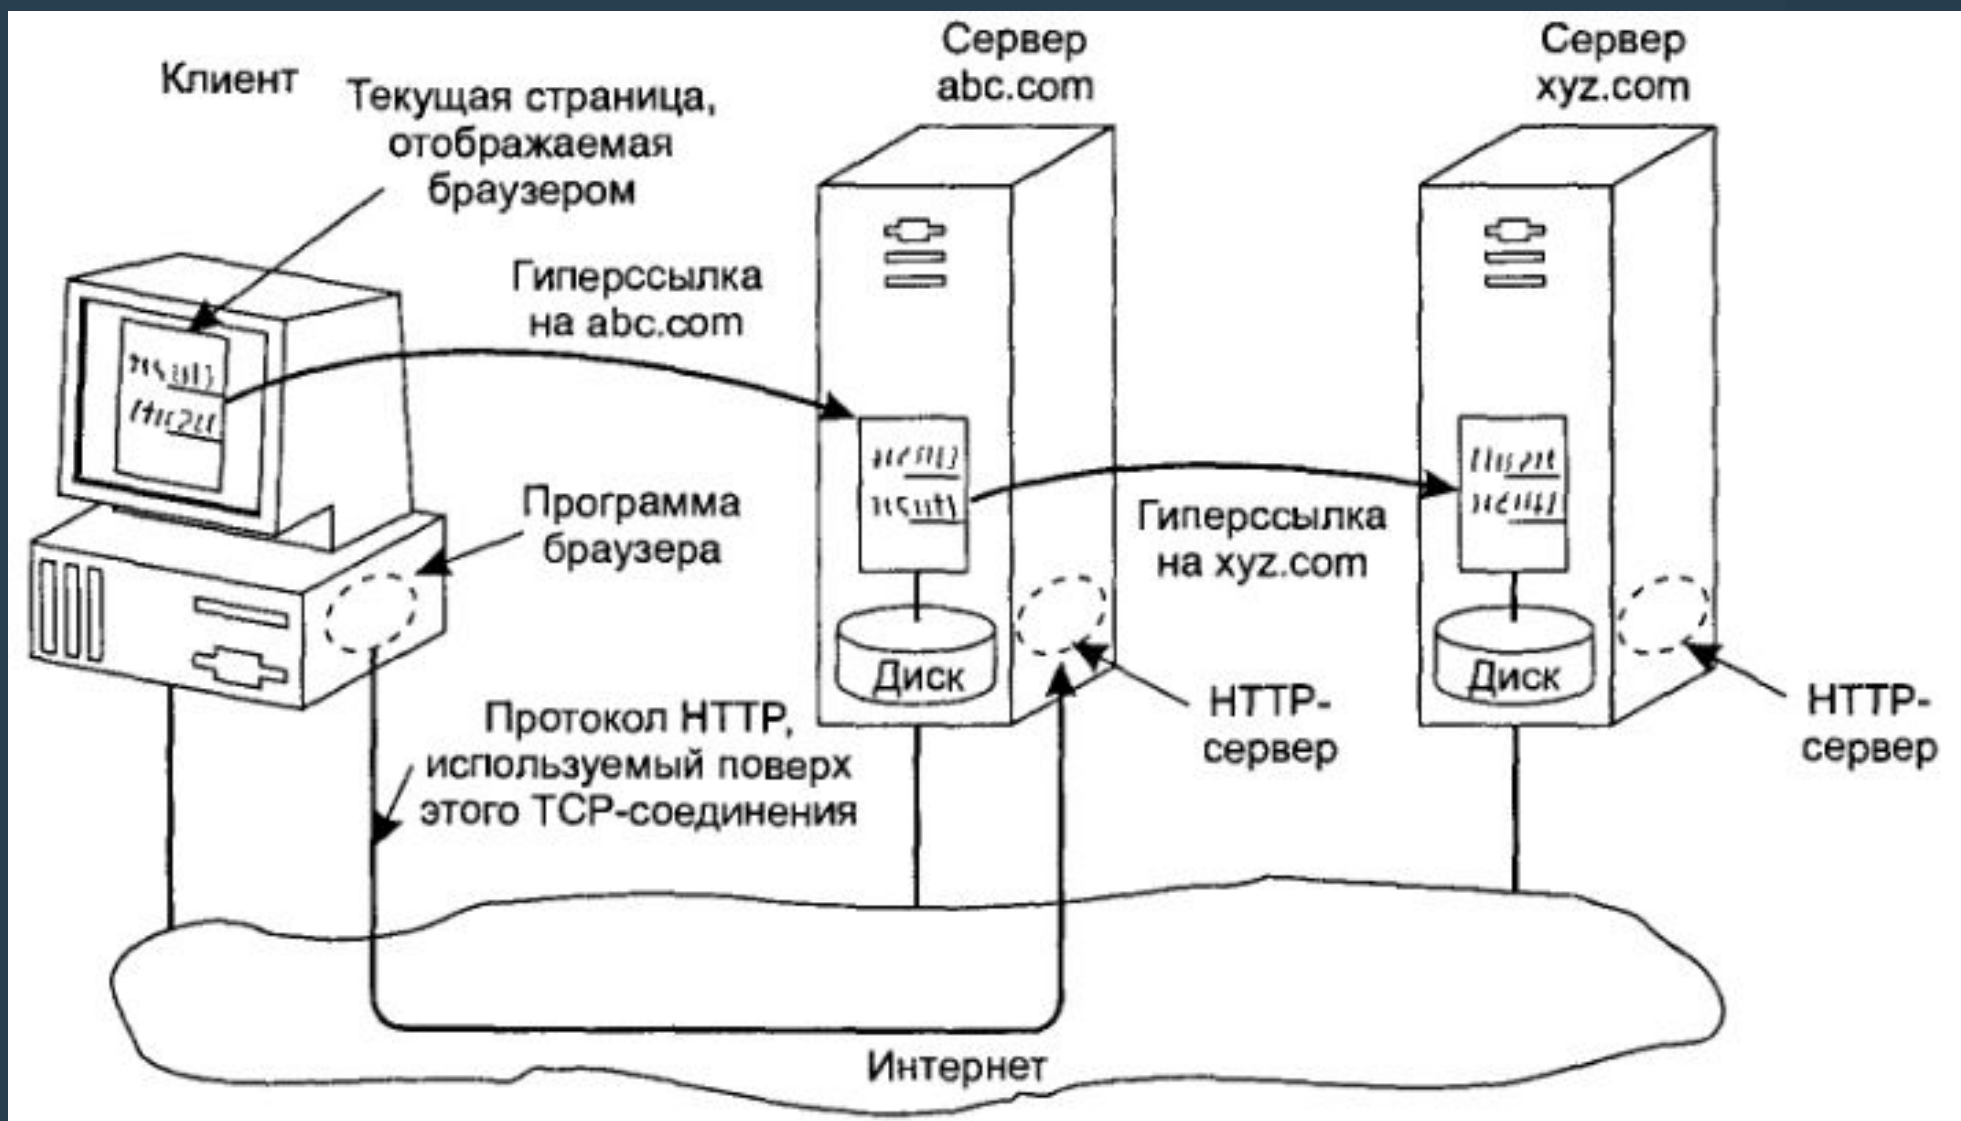 Клиент
Текущая страница,
отображаемая
браузером
Сервер
abc.com
Сервер
xyz.com
Гиперссылка
на abc.com
Программа
браузера
Гиперссылка
на xyz.com
Диск
Диск
HTTP-
сервер
HTTP-
сервер
Протокол HTTP,
используемый поверх
этого TCP-соединения
Интернет